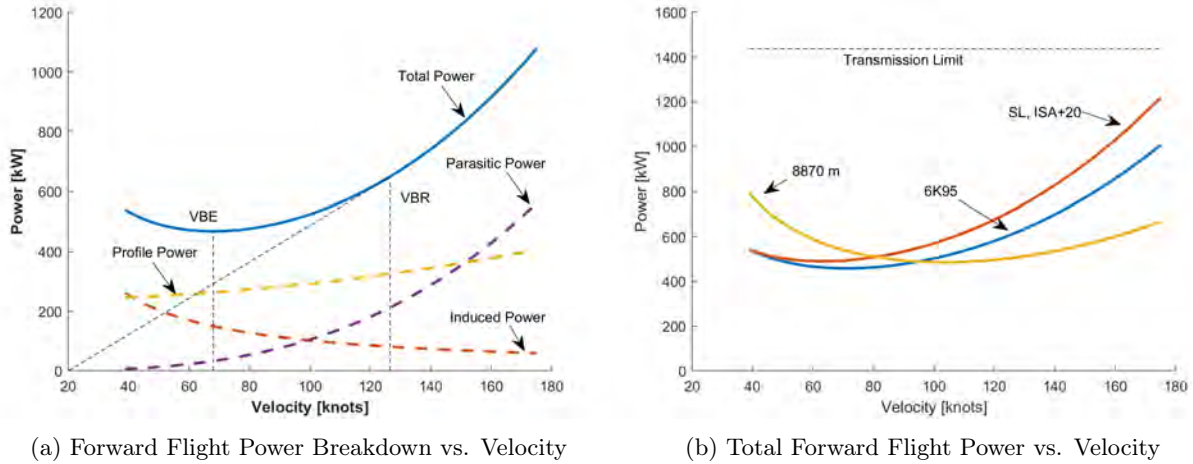 1200
1000
800
600
400
200
0
Power [kW]
20
40
60
80
100
120
140
160
180
Velocity [knots]
Total Power
Parasitic Power
VBE
VBR
Profile Power
Induced Power
(a) Forward Flight Power Breakdown vs. Velocity
1600
1400
1200
1000
800
600
400
200
0
Power [kW]
20
40
60
80
100
120
140
160
180
Velocity [knots]
Transmission Limit
SL, ISA+20
8870 m
6K95
(b) Total Forward Flight Power vs. Velocity